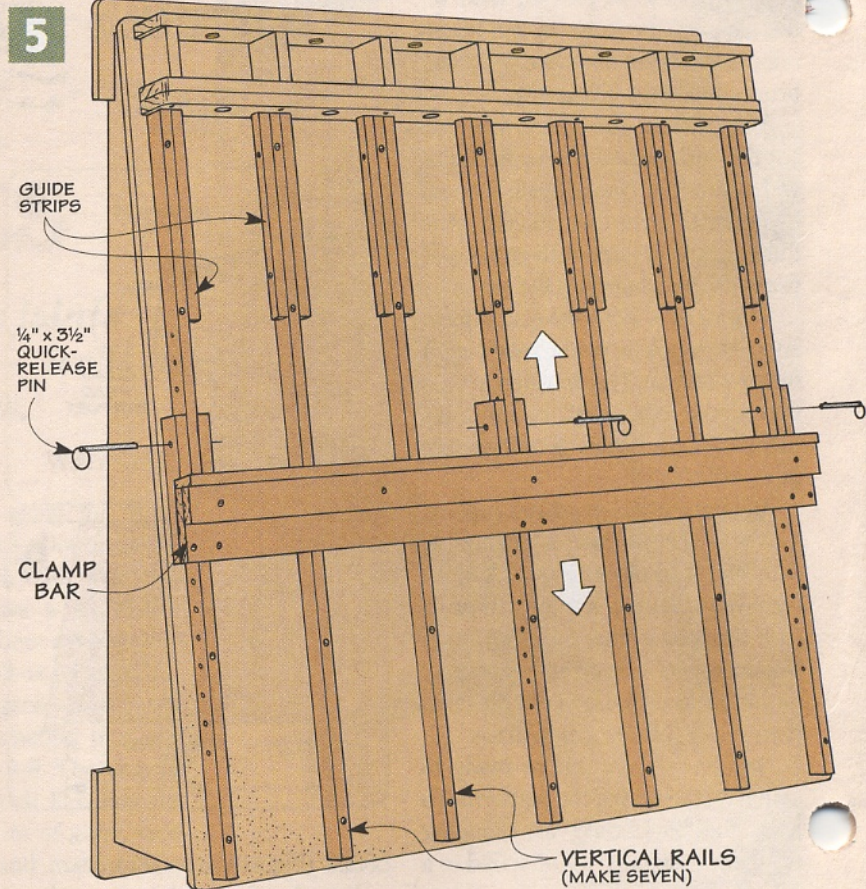 5
GUIDE
STRIPS
¼" x 3½"
QUICK-
RELEASE
PIN
CLAMP
BAR
VERTICAL RAILS
(MAKE SEVEN)